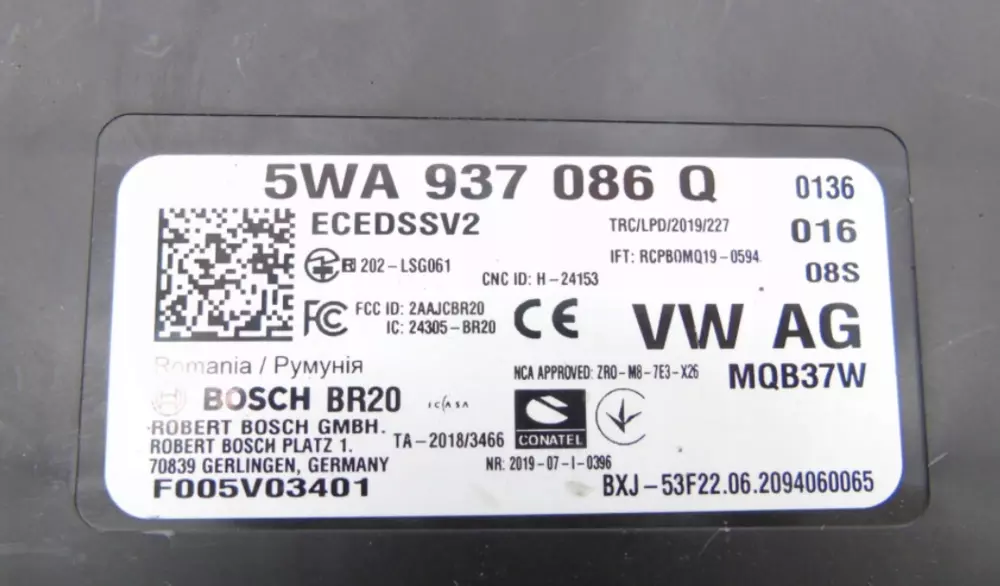 5WA 937 086 Q
0136
ECEDSSV2
TRC/LPD/2019/227
016
R 202-LSG061
CNC ID: H-24153
IFT: RCPBOMQ19-0594
08S
FC
FCC ID: 2AAJCBR20
IC: 24305-BR20
CE
VW AG
Romania / Румунія
NCA APPROVED: ZRO-M8-7E3-X26
MQB37W
BOSCH BR20
ICASA
CONATEL
ROBERT BOSCH GMBH.
ROBERT BOSCH PLATZ 1.
TA-2018/3466
70839 GERLINGEN, GERMANY
NR: 2019-07-I-0396
F005V03401
BXJ-53F22.06.2094060065